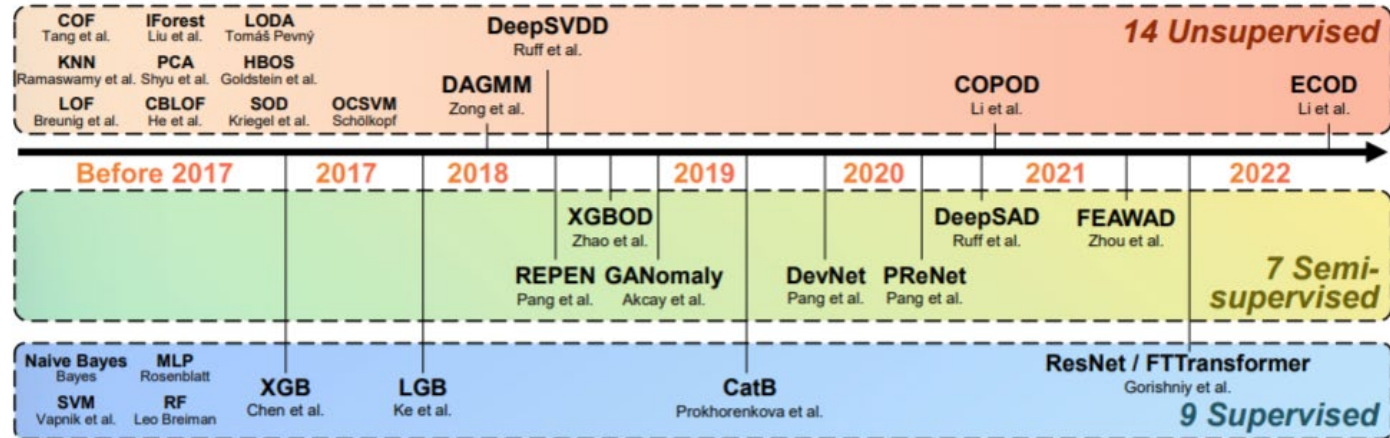 COF IForest LODA
Tang et al. Liu et al. Tomáš Pevný
KNN PCA HBOS
Ramaswamy et al. Shyu et al. Goldstein et al.
LOF CBLOF SOD OCSVM
Breunig et al. He et al. Kriegel et al. Schölkopf
DeepSVDD
Ruff et al.
DAGMM
Zong et al.
COPOD
Li et al.
ECOD
Li et al.
14 Unsupervised
Before 2017 2017 2018 2019 2020 2021 2022
XGBOD
Zhao et al.
DeepSAD
Ruff et al.
FEAWAD
Zhou et al.
REPEN GANomaly
Pang et al. Akcay et al.
DevNet PReNet
Pang et al. Pang et al.
7 Semi-
supervised
Naive Bayes MLP
Bayes Rosenblatt
SVM RF
Vapnik et al. Leo Breiman
XGB
Chen et al.
LGB
Ke et al.
CatB
Prokhorenkova et al.
ResNet / FTTransformer
Gorishniy et al.
9 Supervised